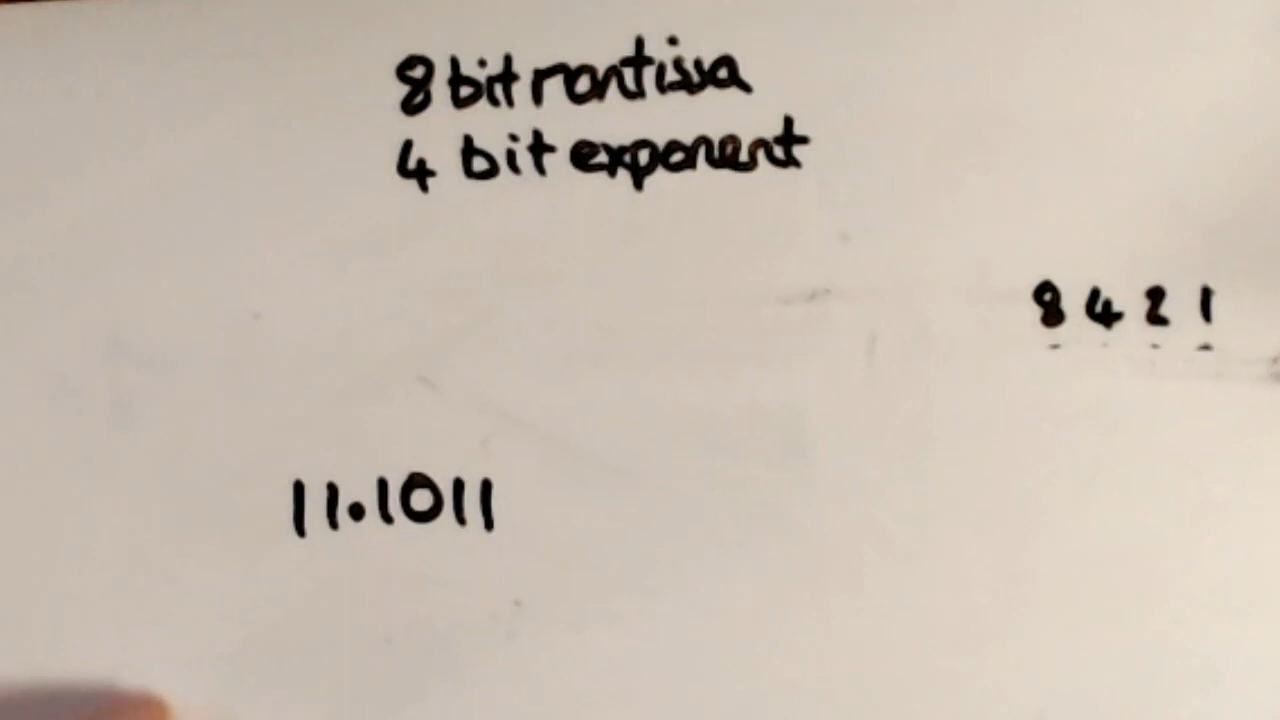 8 bit mantissa
4 bit exponent
8 4 2 1
11.1011